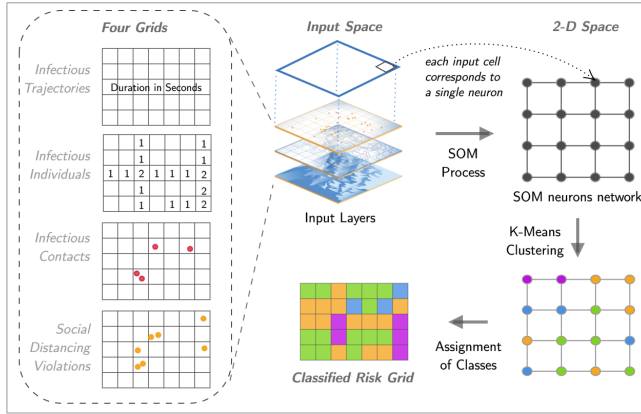 Four Grids
Infectious
Trajectories
Duration in Seconds
Infectious
Individuals
1 2
1 1
1 1 2 1 1 1 2
1 2
1 1 1 2
Infectious
Contacts
Social
Distancing
Violations
Input Space
Input Layers
each input cell
corresponds to
a single neuron
SOM
Process
2-D Space
SOM neurons network
K-Means
Clustering
Assignment
of Classes
Classified Risk Grid